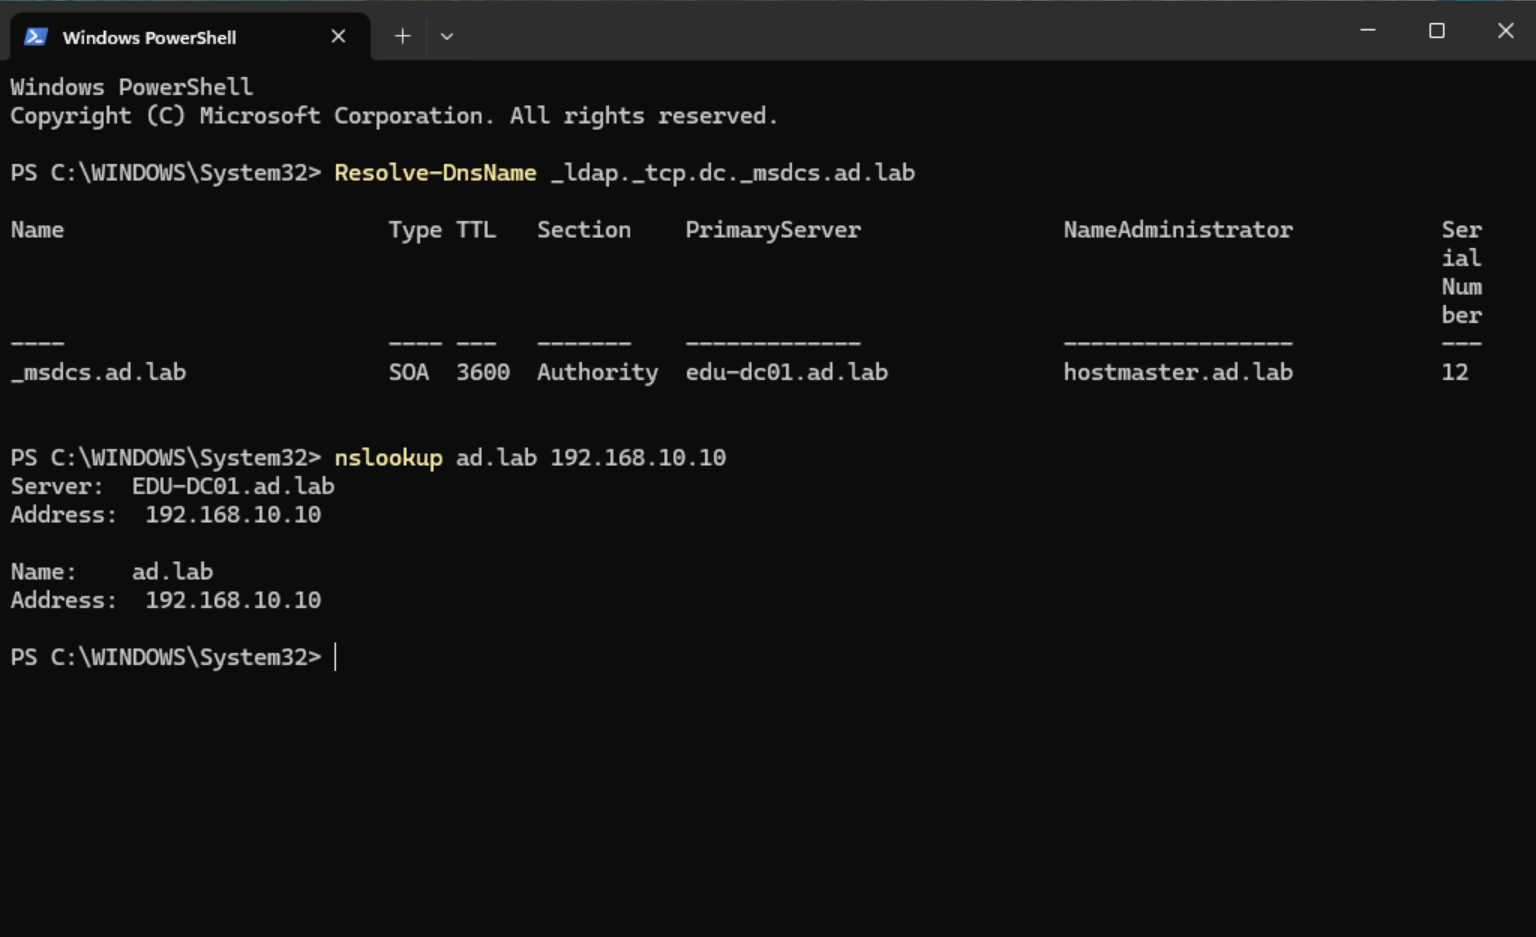 Windows PowerShell
Windows PowerShell
Copyright (C) Microsoft Corporation. All rights reserved.
PS C:\WINDOWS\System32> Resolve-DnsName _ldap._tcp.dc._msdcs.ad.lab
Name Type TTL Section PrimaryServer NameAdministrator Ser
ial
Num
ber
---- ---- --- ------- ------------- ----------------- ---
_msdcs.ad.lab SOA 3600 Authority edu-dc01.ad.lab hostmaster.ad.lab 12
PS C:\WINDOWS\System32> nslookup ad.lab 192.168.10.10
Server: EDU-DC01.ad.lab
Address: 192.168.10.10
Name: ad.lab
Address: 192.168.10.10
PS C:\WINDOWS\System32>